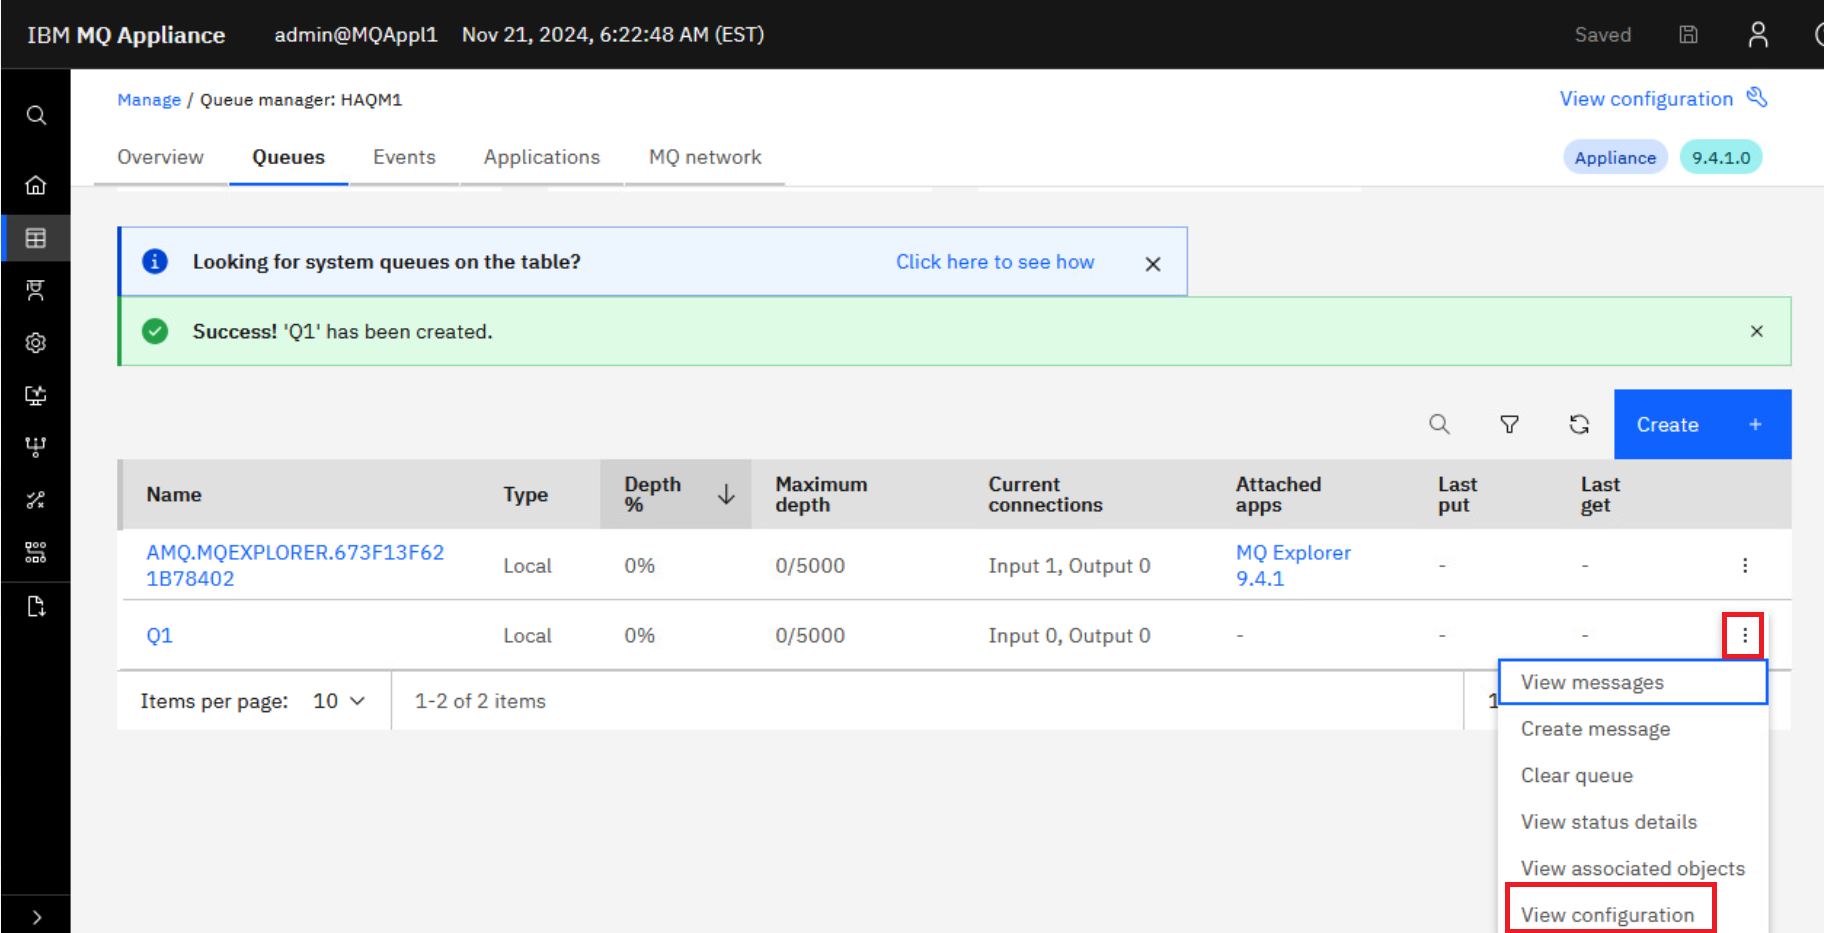 IBM MQ Appliance admin@MQAppl1 Nov 21, 2024, 6:22:48 AM (EST) Saved
Manage / Queue manager: HAQM1
View configuration
Overview Queues Events Applications MQ network
Appliance 9.4.1.0
Looking for system queues on the table? Click here to see how
Success! 'Q1' has been created.
Create +
Name Type Depth % Maximum depth Current connections Attached apps Last put Last get
AMQ.MQEXPLORER.673F13F62
1B78402
Local 0% 0/5000 Input 1, Output 0 MQ Explorer 9.4.1 - -
Q1 Local 0% 0/5000 Input 0, Output 0 - - -
Items per page: 10 1-2 of 2 items 1
View messages
Create message
Clear queue
View status details
View associated objects
View configuration